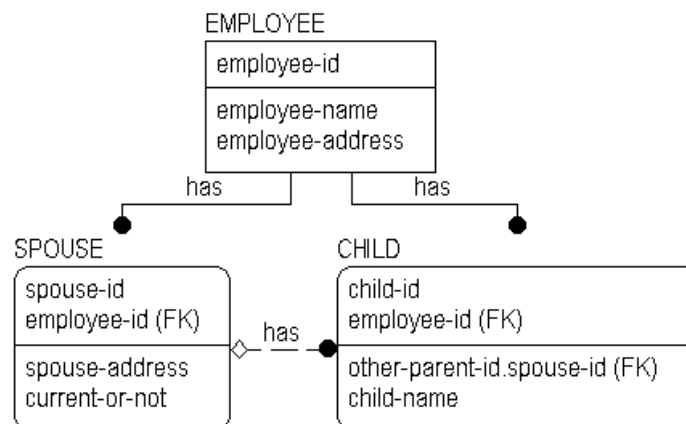 EMPLOYEE
employee-id
employee-name
employee-address
has
has
SPOUSE
spouse-id
employee-id (FK)
spouse-address
current-or-not
has
CHILD
child-id
employee-id (FK)
other-parent-id.spouse-id (FK)
child-name